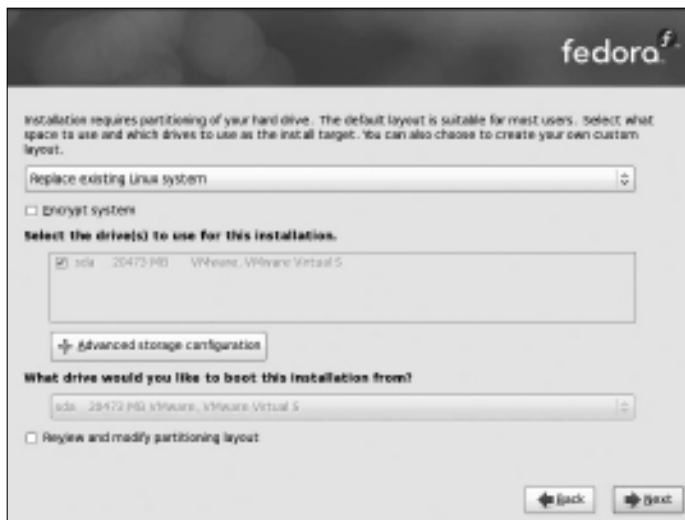 fedora
Installation requires partitioning of your hard drive. The default layout is suitable for most users. Select what
space to use and which drives to use as the install target. You can also choose to create your own custom
layout.
Replace existing Linux system
Encrypt system
Select the drive(s) to use for this installation.
sda 20473 MB VMware, VMware Virtual S
Advanced storage configuration
What drive would you like to boot this installation from?
sda 20473 MB VMware, VMware Virtual S
Review and modify partitioning layout
Back Next